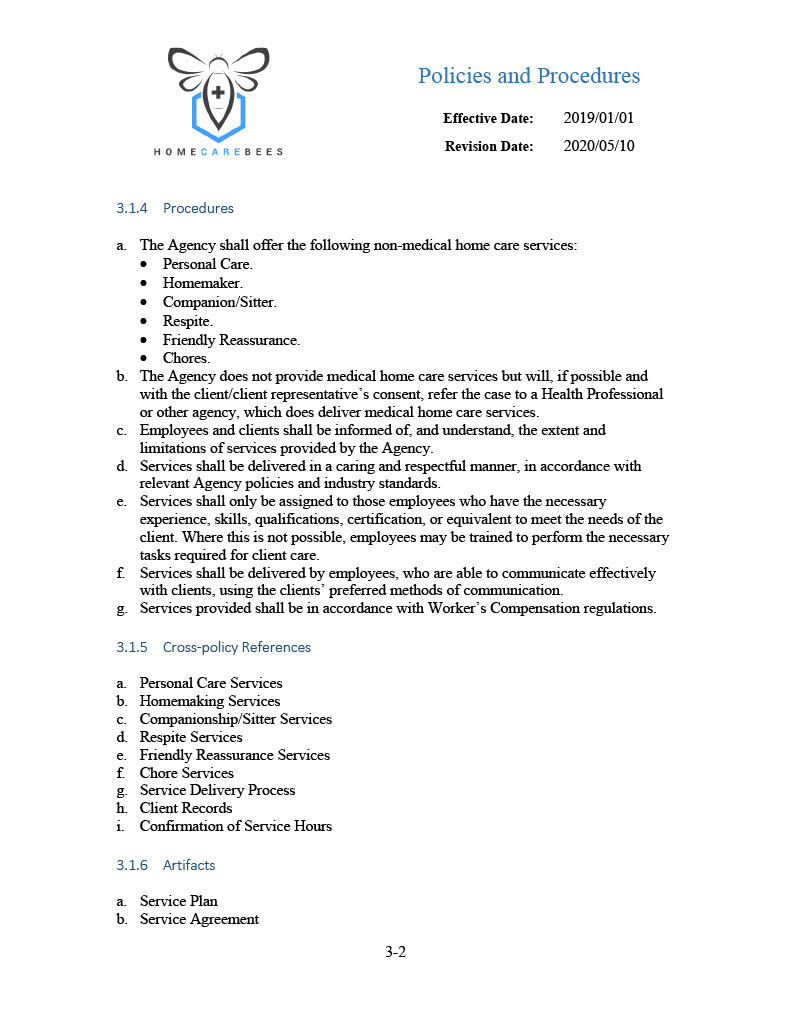 Policies and Procedures
Effective Date: 2019/01/01
Revision Date: 2020/05/10
HOMECAREBEES
3.1.4 Procedures
a. The Agency shall offer the following non-medical home care services:
• Personal Care.
• Homemaker.
• Companion/Sitter.
• Respite.
• Friendly Reassurance.
• Chores.
b. The Agency does not provide medical home care services but will, if possible and
with the client/client representative’s consent, refer the case to a Health Professional
or other agency, which does deliver medical home care services.
c. Employees and clients shall be informed of, and understand, the extent and
limitations of services provided by the Agency.
d. Services shall be delivered in a caring and respectful manner, in accordance with
relevant Agency policies and industry standards.
e. Services shall only be assigned to those employees who have the necessary
experience, skills, qualifications, certification, or equivalent to meet the needs of the
client. Where this is not possible, employees may be trained to perform the necessary
tasks required for client care.
f. Services shall be delivered by employees, who are able to communicate effectively
with clients, using the clients’ preferred methods of communication.
g. Services provided shall be in accordance with Worker’s Compensation regulations.
3.1.5 Cross-policy References
a. Personal Care Services
b. Homemaking Services
c. Companionship/Sitter Services
d. Respite Services
e. Friendly Reassurance Services
f. Chore Services
g. Service Delivery Process
h. Client Records
i. Confirmation of Service Hours
3.1.6 Artifacts
a. Service Plan
b. Service Agreement
3-2